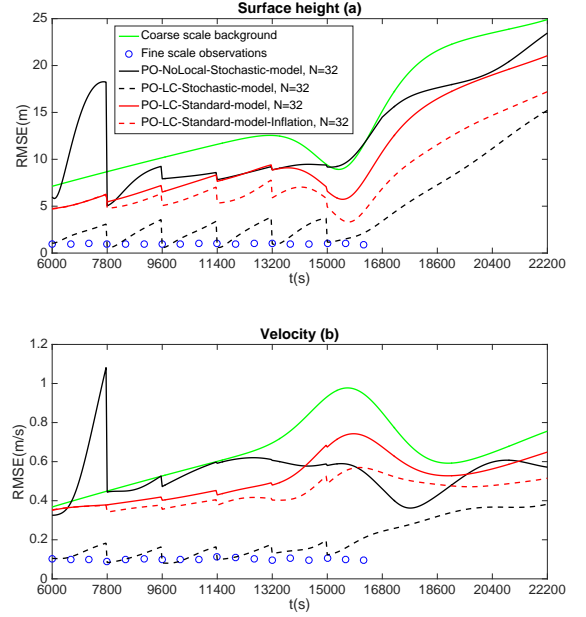 Surface height (a)
Coarse scale background
Fine scale observations
PO-NoLocal-Stochastic-model, N=32
PO-LC-Stochastic-model, N=32
PO-LC-Standard-model, N=32
PO-LC-Standard-model-Inflation, N=32
RMSE(m)
25
20
15
10
5
0
6000 7800 9600 11400 13200 15000 16800 18600 20400 22200
t(s)
Velocity (b)
RMSE(m/s)
1.2
1
0.8
0.6
0.4
0.2
0
6000 7800 9600 11400 13200 15000 16800 18600 20400 22200
t(s)